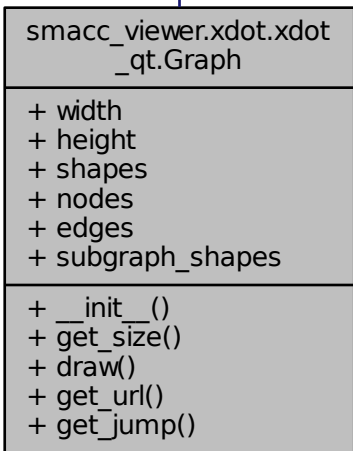 smacc_viewer.xdot.xdot
_qt.Graph
+ width
+ height
+ shapes
+ nodes
+ edges
+ subgraph_shapes
+ __init__()
+ get_size()
+ draw()
+ get_url()
+ get_jump()